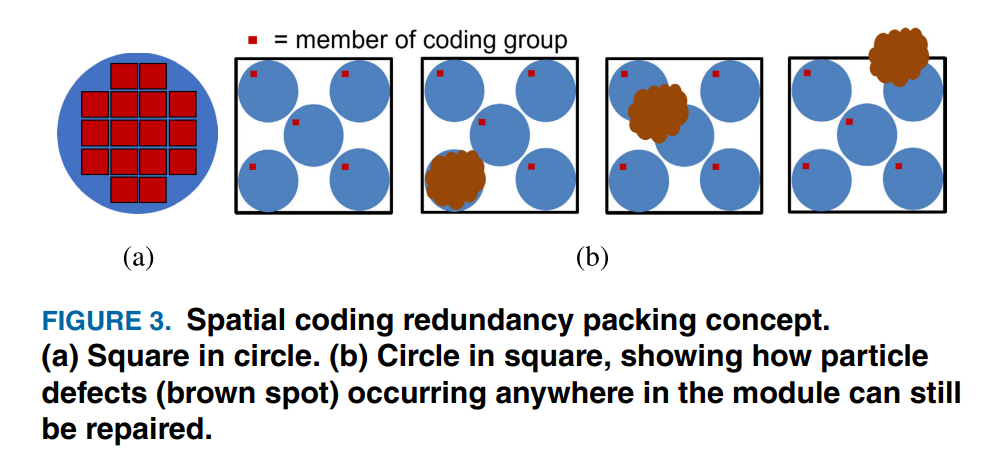 = member of coding group
(a)
(b)
FIGURE 3. Spatial coding redundancy packing concept.
(a) Square in circle. (b) Circle in square, showing how particle
defects (brown spot) occurring anywhere in the module can still
be repaired.